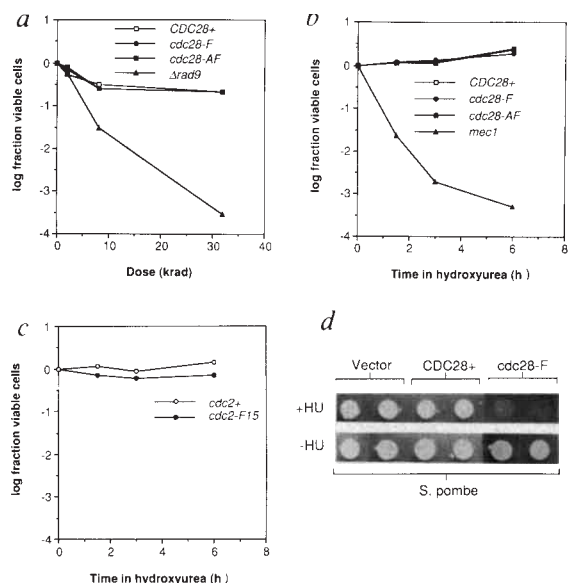 a
CDC28+
cdc28-F
cdc28-AF
Δrad9
log fraction viable cells
1
0
-1
-2
-3
-4
0 10 20 30 40
Dose (krad)
b
log fraction viable cells
1
0
-1
-2
-3
-4
CDC28+
cdc28-F
cdc28-AF
mec1
0 2 4 6 8
Time in hydroxyurea (h)
c
log fraction viable cells
1
0
-1
-2
-3
-4
cdc2+
cdc2-F15
0 2 4 6 8
Time in hydroxyurea (h)
d
Vector CDC28+ cdc28-F
+HU
-HU
S. pombe